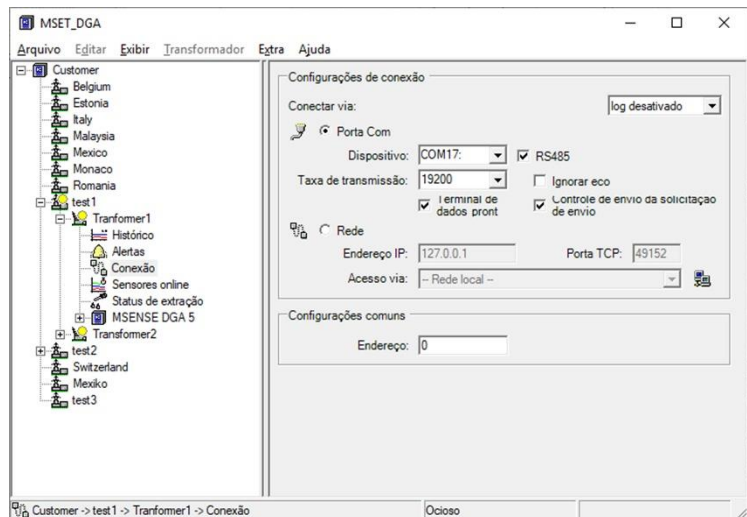 MSET_DGA
Arquivo Editar Exibir Transformador Extra Ajuda
Customer
Belgium
Estonia
Italy
Malaysia
Mexico
Monaco
Romania
test1
Tranformer1
Histórico
Alertas
Conexão
Sensores online
Status de extração
MSENSE DGA 5
Transformer2
test2
Switzerland
Mexiko
test3
Configurações de conexão
Conectar via:
log desativado
Porta Com
Dispositivo: COM17: RS485
Taxa de transmissão: 19200 Ignorar eco
Terminal de
dados pront
Controle de envio da solicitação
de envio
Rede
Endereço IP: 127.0.0.1 Porta TCP: 49152
Acesso via: -- Rede local --
Configurações comuns
Endereço: 0
Customer -> test1 -> Tranformer1 -> Conexão Ocioso